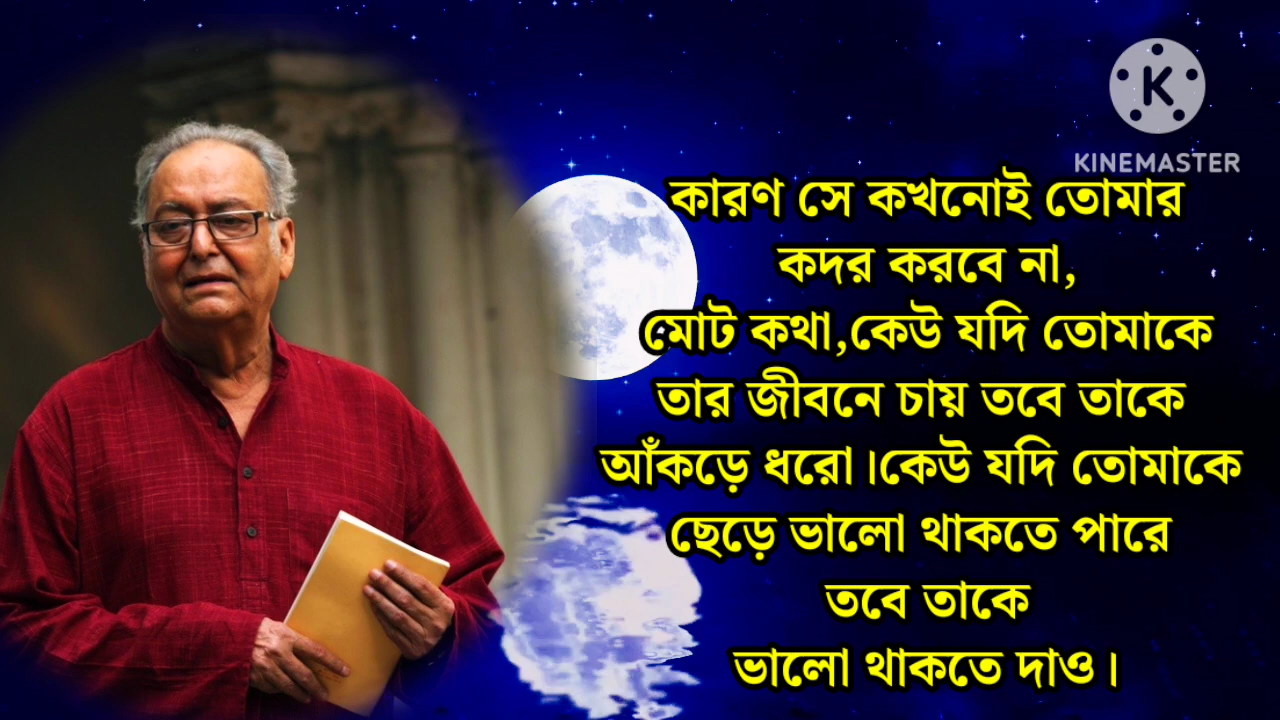 KINEMASTER
কারণ সে কখনোই তোমার
কদর করবে না,
মোট কথা,কেউ যদি তোমাকে
তার জীবনে চায় তবে তাকে
আঁকড়ে ধরো।কেউ যদি তোমাকে
ছেড়ে ভালো থাকতে পারে
তবে তাকে
ভালো থাকতে দাও।